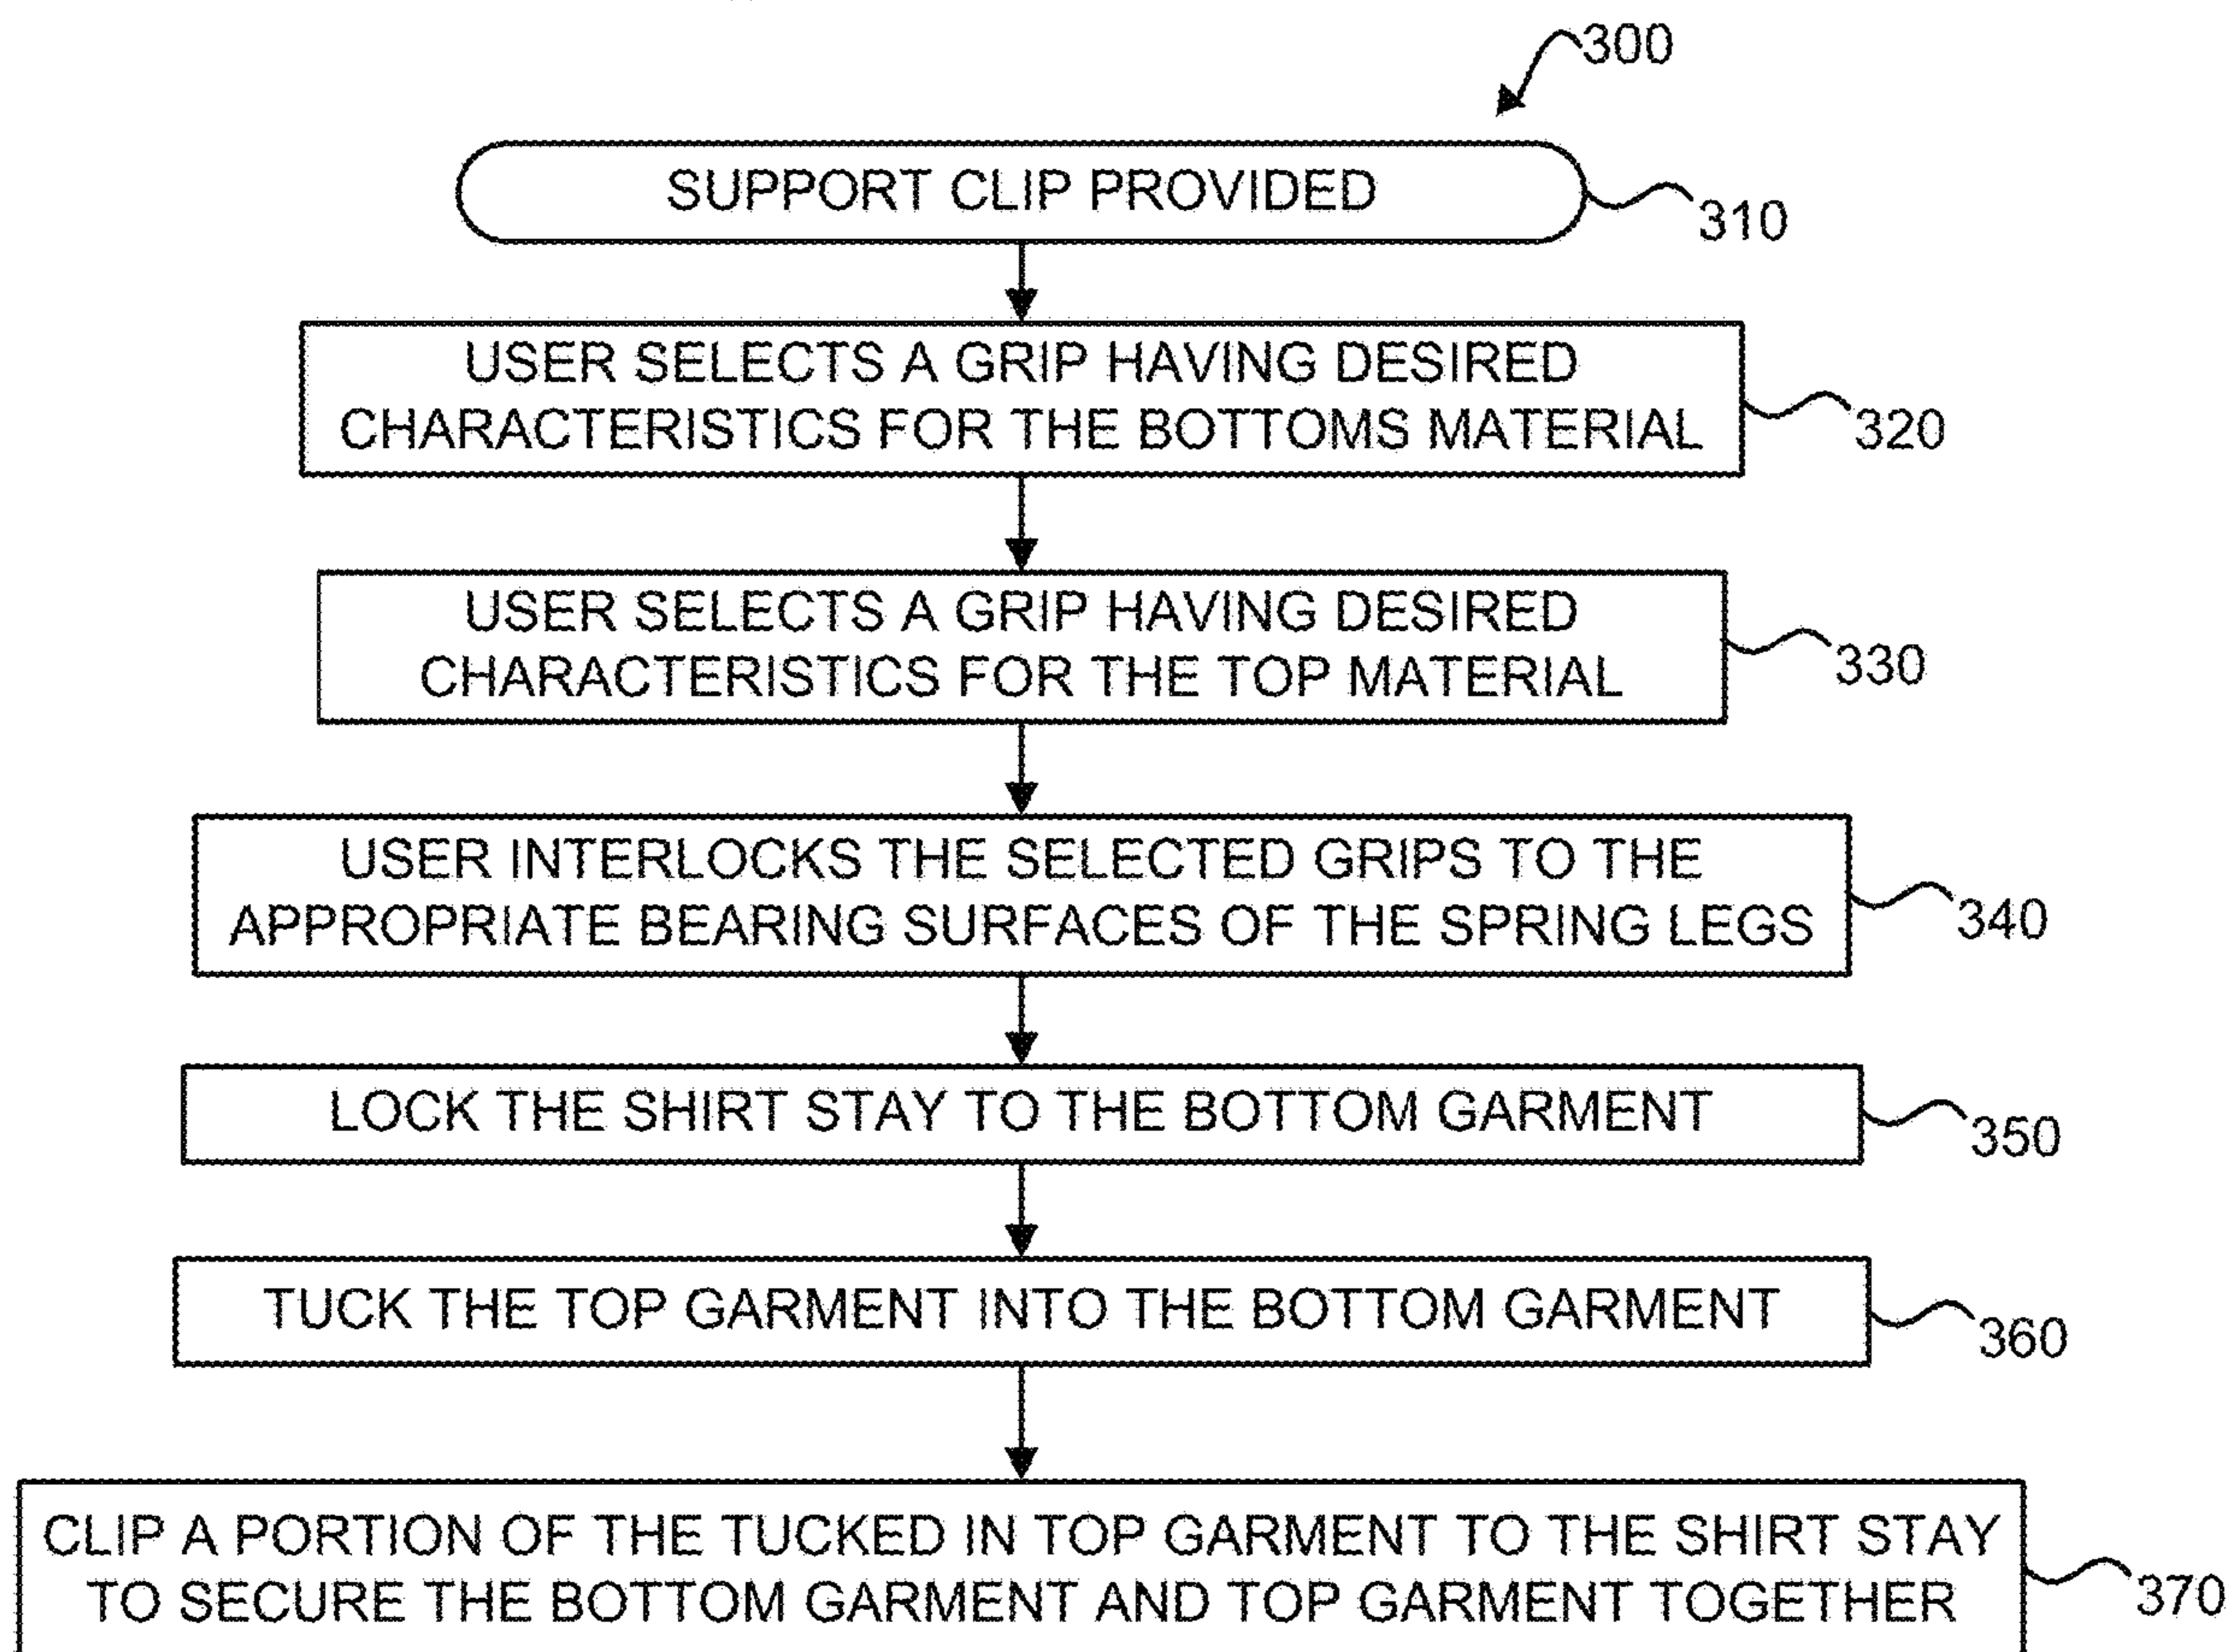 300
SUPPORT CLIP PROVIDED
310
USER SELECTS A GRIP HAVING DESIRED
CHARACTERISTICS FOR THE BOTTOMS MATERIAL
320
USER SELECTS A GRIP HAVING DESIRED
CHARACTERISTICS FOR THE TOP MATERIAL
330
USER INTERLOCKS THE SELECTED GRIPS TO THE
APPROPRIATE BEARING SURFACES OF THE SPRING LEGS
340
LOCK THE SHIRT STAY TO THE BOTTOM GARMENT
350
TUCK THE TOP GARMENT INTO THE BOTTOM GARMENT
360
CLIP A PORTION OF THE TUCKED IN TOP GARMENT TO THE SHIRT STAY
TO SECURE THE BOTTOM GARMENT AND TOP GARMENT TOGETHER
370